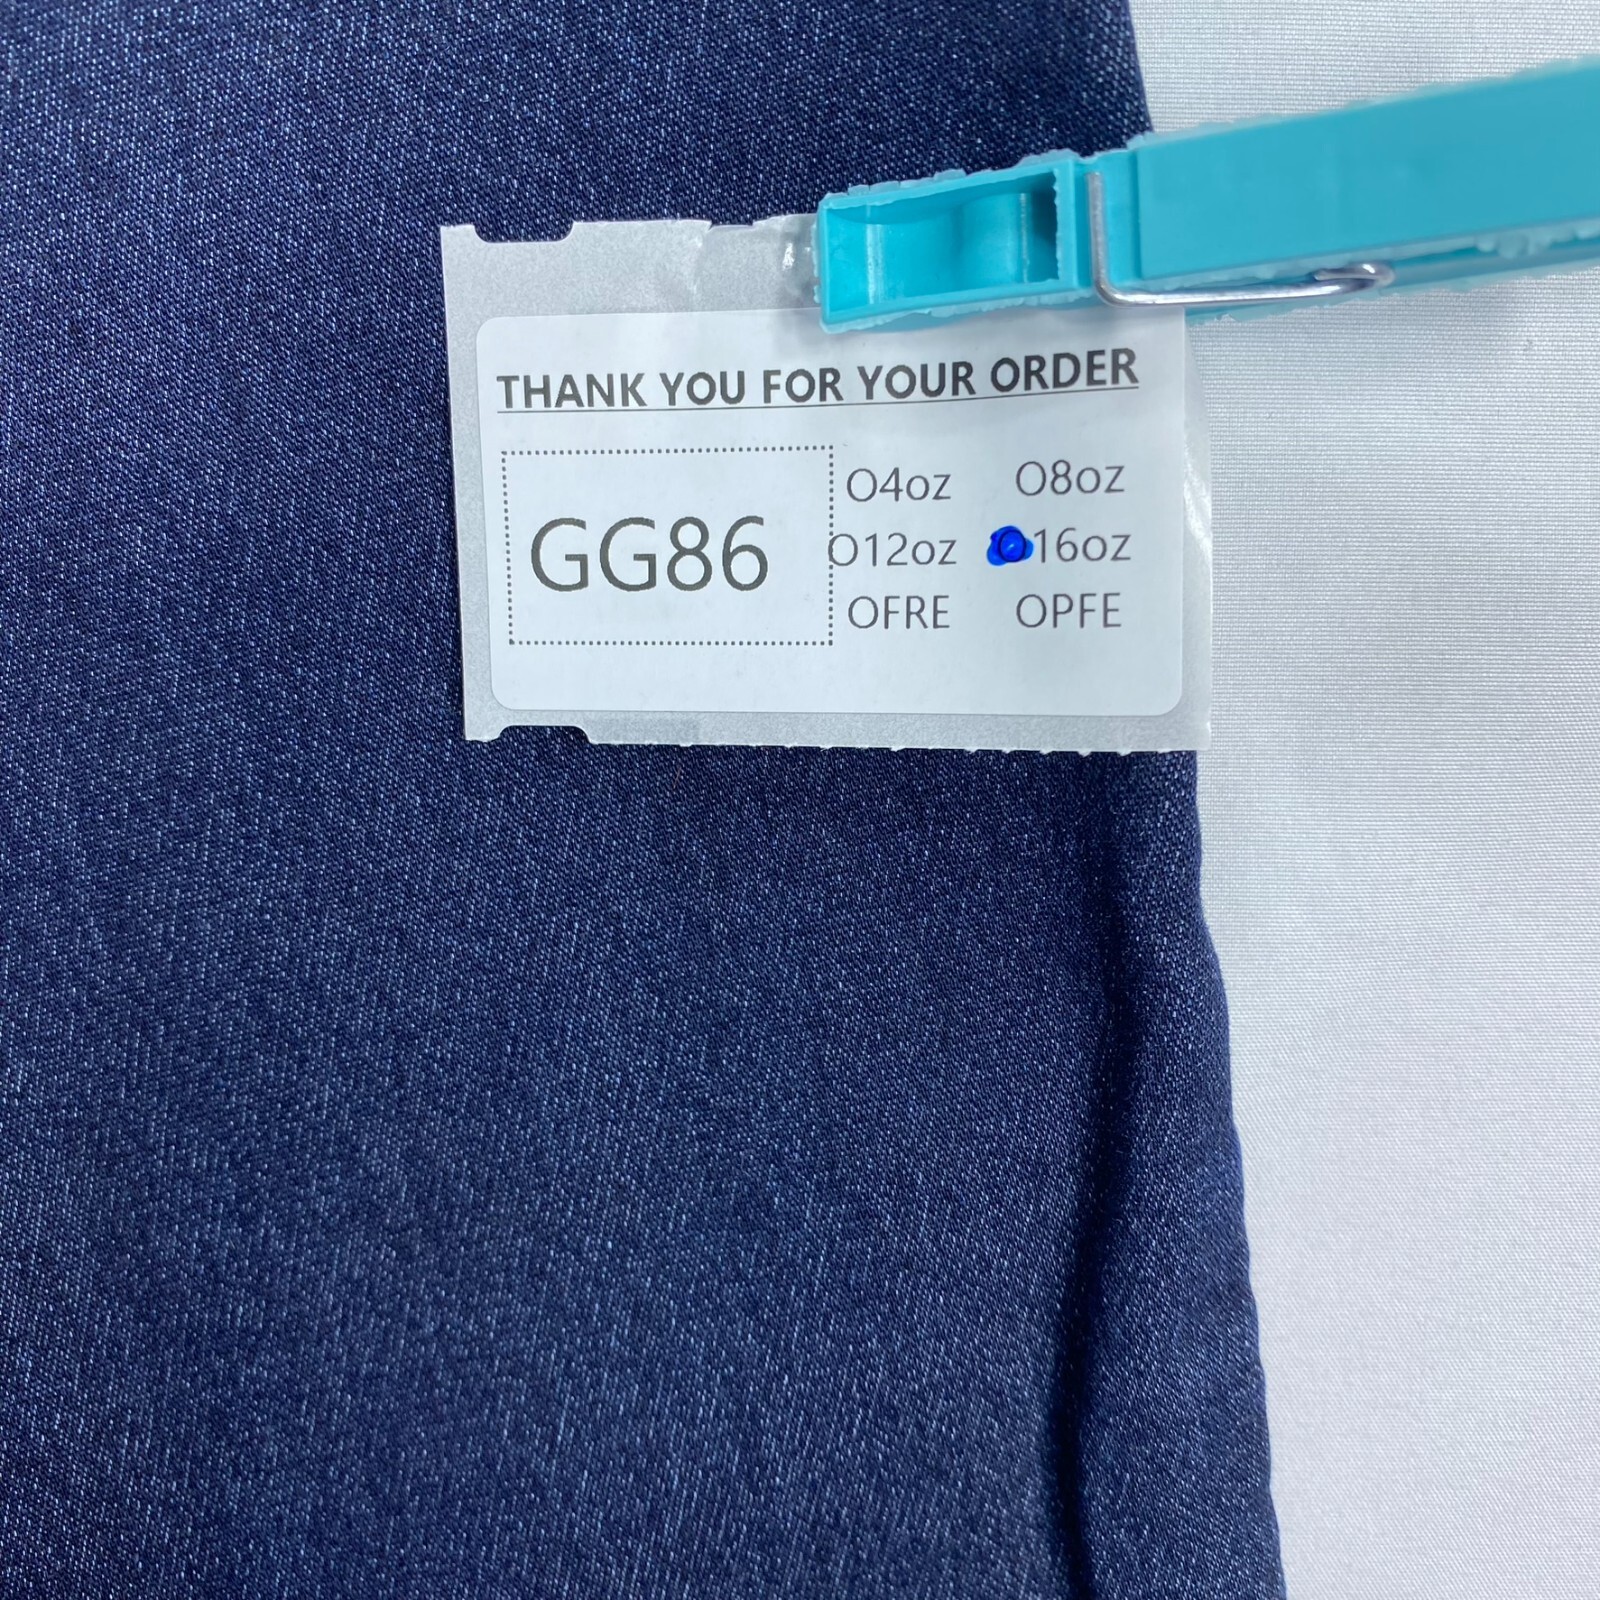 THANK YOU FOR YOUR ORDER
GG86
O4oz O8oz
O12oz O16oz
OFRE OPFE